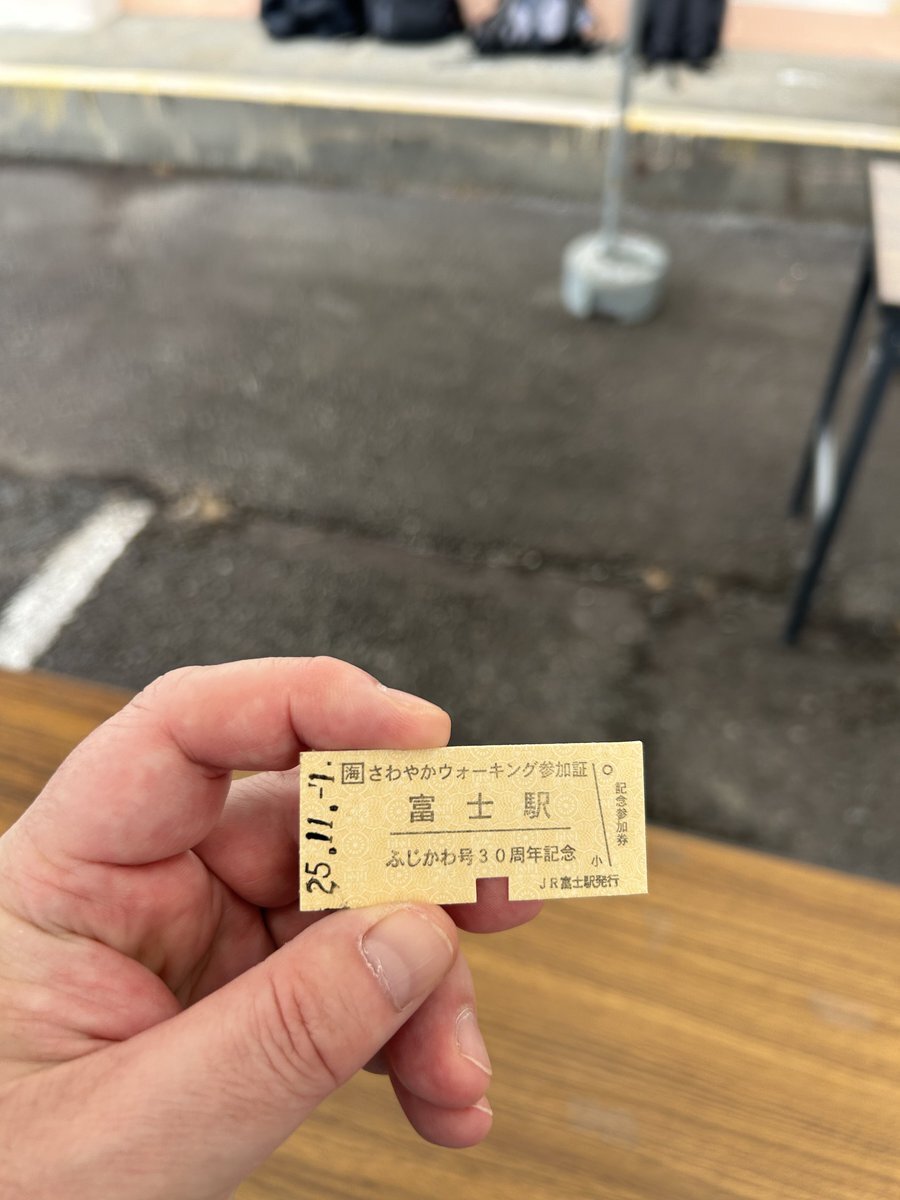 海 さわやかウォーキング参加証
富士駅
ふじかわ号30周年記念
小
JR富士駅発行
記念参加券
25.11.-1.